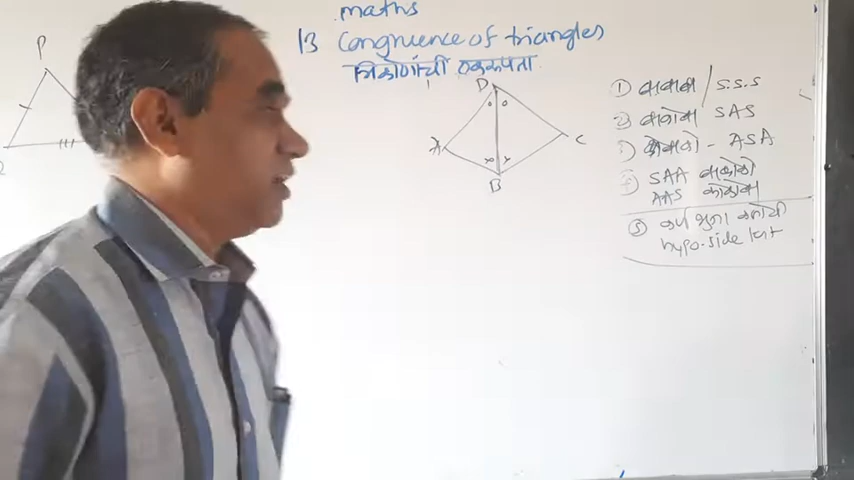 maths
13 Congruence of triangles
त्रिकोणांची एकरूपता
P
D
A
C
B
① बाबाबा / S.S.S
② बाकोबा SAS
③ कोबाको - ASA
④ SAA बाकोको
AAS कोकोबा
⑤ कर्ण भुजा कसोटी
hypo-side test